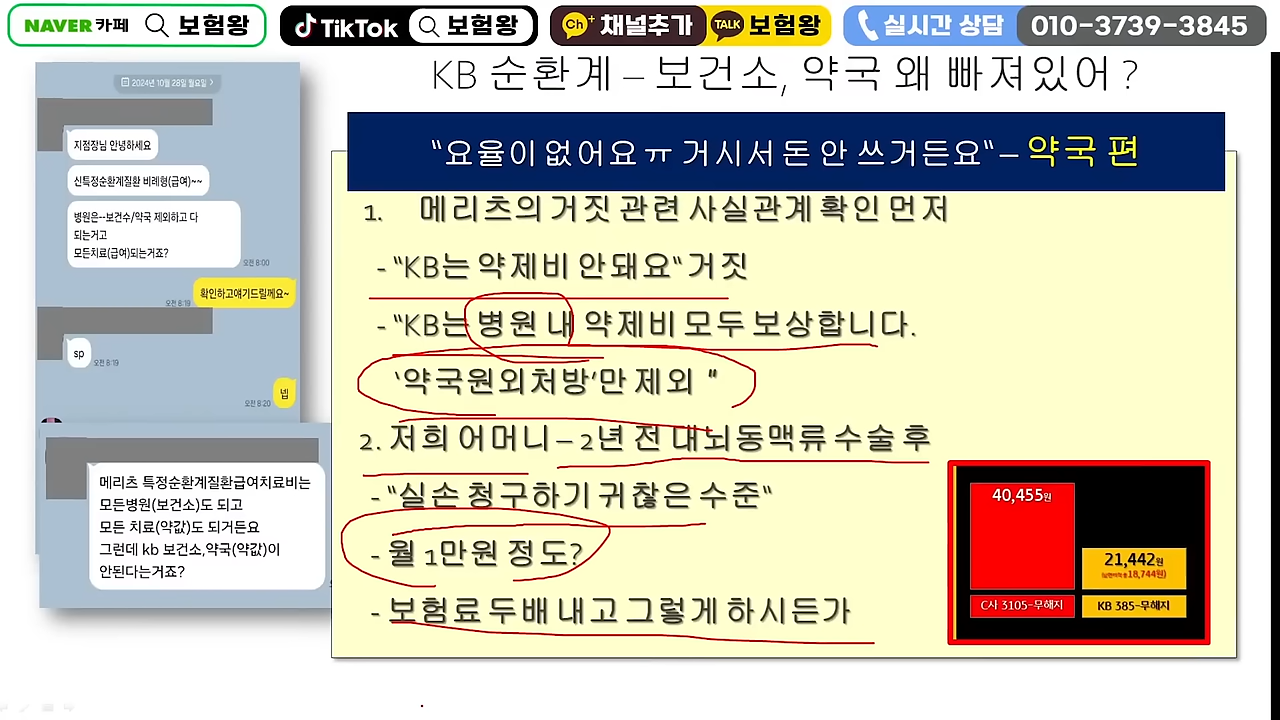 NAVER 카페 보험왕
TikTok 보험왕
Ch+ 채널추가 TALK 보험왕
실시간 상담 010-3739-3845
KB 순환계 – 보건소, 약국 왜 빠져있어 ?
2024년 10월 28일 월요일 >
지점장님 안녕하세요
신특정순환계질환 비례형(급여)~~
병원은--보건수/약국 제외하고 다
되는거고
모든치료(급여)되는거죠?
오전 8:00
확인하고얘기드릴께요~
오전 8:19
sp
오전 8:19
넵
오전 8:20
메리츠 특정순환계질환급여치료비는
모든병원(보건소)도 되고
모든 치료(약값)도 되거든요
그런데 kb 보건소,약국(약값)이
안된다는거죠?
“요율이 없어요 ㅠ 거시서 돈 안 쓰거든요“ – 약국 편
1. 메리츠의 거짓 관련 사실관계 확인 먼저
- “KB는 약제비 안돼요“ 거짓
- “KB는 병원 내 약제비 모두 보상합니다.
‘약국원외처방’만 제외 ”
2. 저희 어머니 – 2년 전 대뇌동맥류 수술 후
- “실손 청구하기 귀찮은 수준“
- 월 1만원 정도?
- 보험료 두배 내고 그렇게 하시든가
40,455원
21,442원
18,744원)
C사 3105-무해지
KB 385-무해지